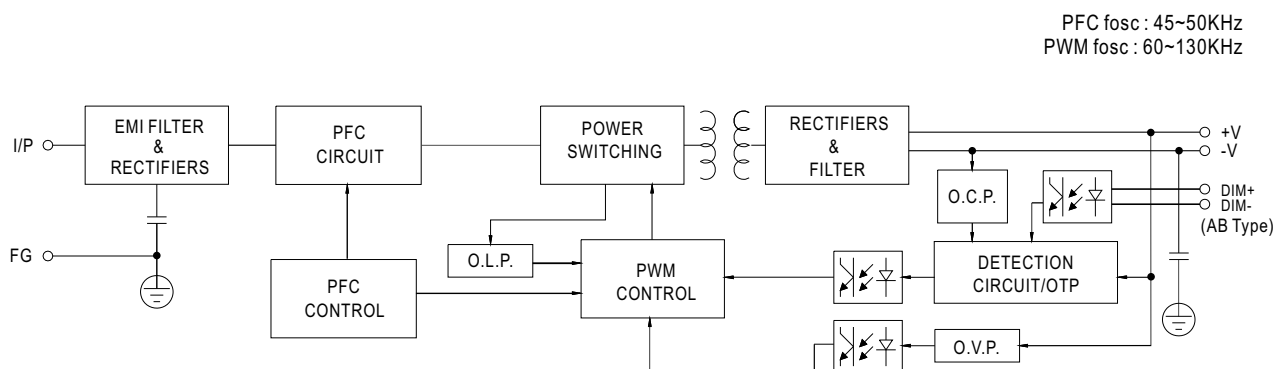 PFC fosc : 45~50KHz
PWM fosc : 60~130KHz
I/P
EMI FILTER
&
RECTIFIERS
PFC
CIRCUIT
POWER
SWITCHING
RECTIFIERS
&
FILTER
+V
-V
O.C.P.
DIM+
DIM-
(AB Type)
FG
O.L.P.
PFC
CONTROL
PWM
CONTROL
DETECTION
CIRCUIT/OTP
O.V.P.